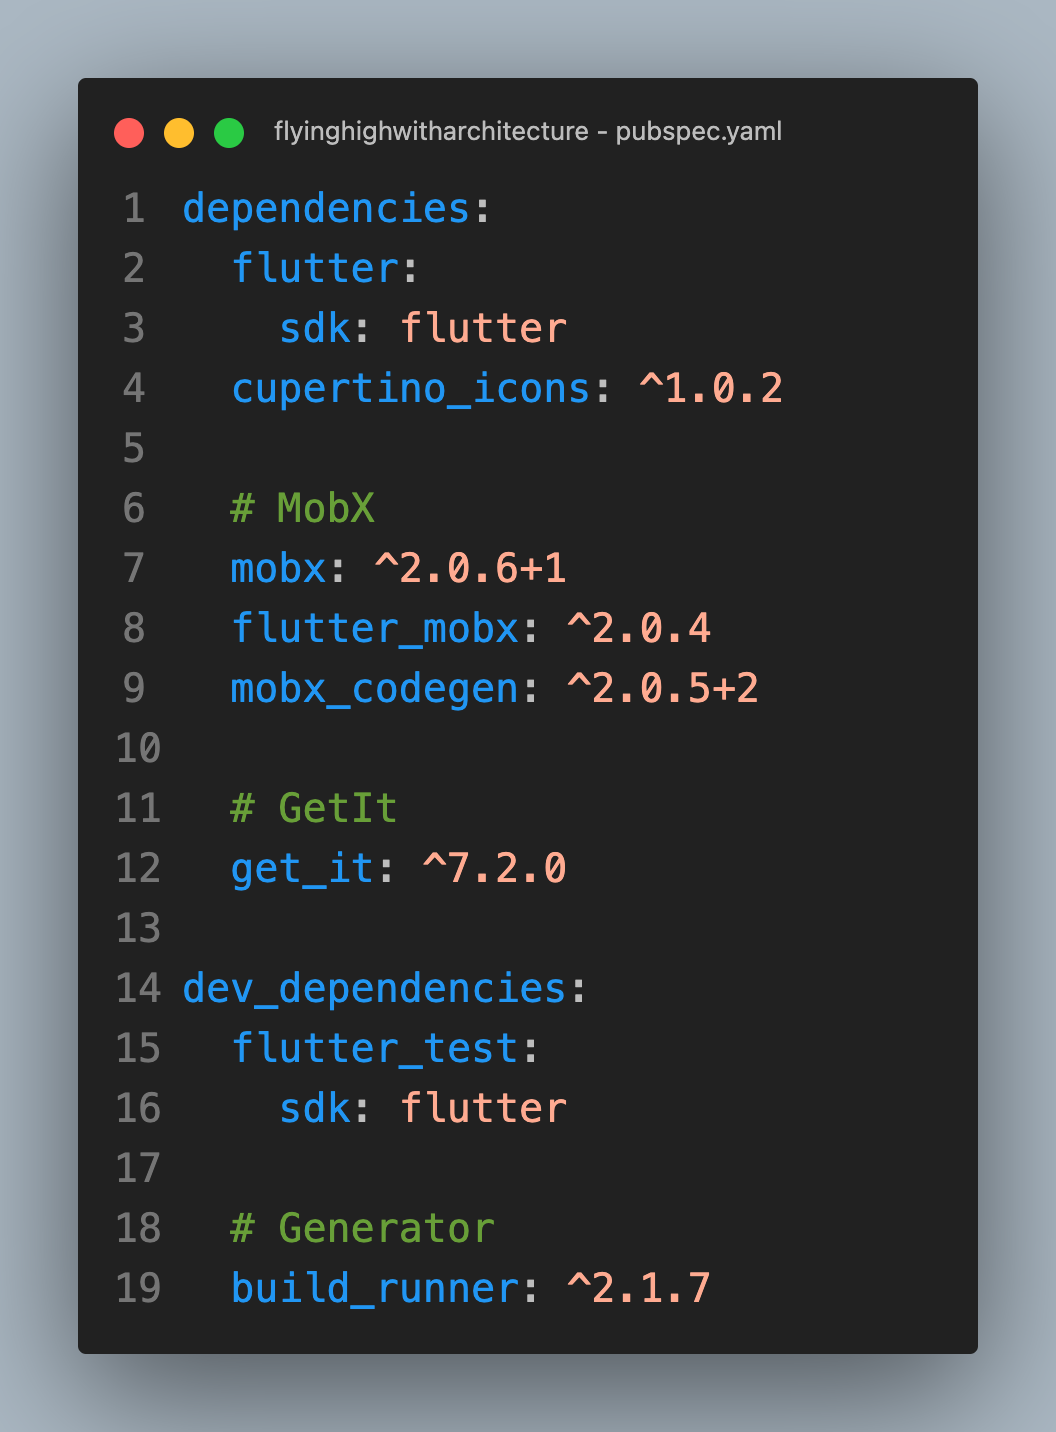 flyinghighwitharchitecture - pubspec.yaml
1 dependencies:
2   flutter:
3     sdk: flutter
4   cupertino_icons: ^1.0.2
5
6   # MobX
7   mobx: ^2.0.6+1
8   flutter_mobx: ^2.0.4
9   mobx_codegen: ^2.0.5+2
10
11   # GetIt
12   get_it: ^7.2.0
13
14 dev_dependencies:
15   flutter_test:
16     sdk: flutter
17
18   # Generator
19   build_runner: ^2.1.7